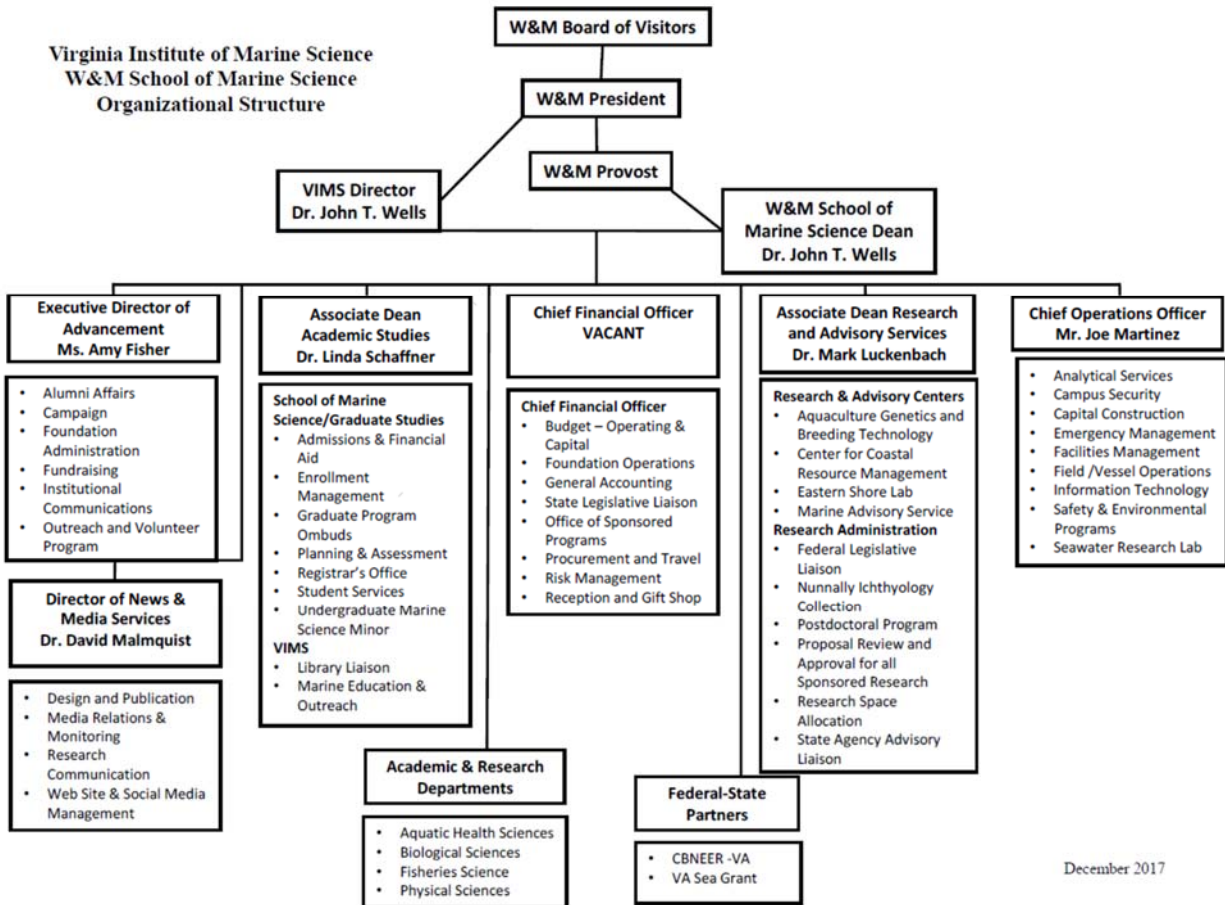 Virginia Institute of Marine Science
W&M School of Marine Science
Organizational Structure
W&M Board of Visitors
W&M President
W&M Provost
VIMS Director
Dr. John T. Wells
W&M School of
Marine Science Dean
Dr. John T. Wells
Executive Director of
Advancement
Ms. Amy Fisher
• Alumni Affairs
• Campaign
• Foundation
Administration
• Fundraising
• Institutional
Communications
• Outreach and Volunteer
Program
Director of News &
Media Services
Dr. David Malmquist
• Design and Publication
• Media Relations &
Monitoring
• Research
Communication
• Web Site & Social Media
Management
Associate Dean
Academic Studies
Dr. Linda Schaffner
School of Marine
Science/Graduate Studies
• Admissions & Financial
Aid
• Enrollment
Management
• Graduate Program
Ombuds
• Planning & Assessment
• Registrar's Office
• Student Services
• Undergraduate Marine
Science Minor
VIMS
• Library Liaison
• Marine Education &
Outreach
Chief Financial Officer
VACANT
Chief Financial Officer
• Budget – Operating &
Capital
• Foundation Operations
• General Accounting
• State Legislative Liaison
• Office of Sponsored
Programs
• Procurement and Travel
• Risk Management
• Reception and Gift Shop
Academic & Research
Departments
• Aquatic Health Sciences
• Biological Sciences
• Fisheries Science
• Physical Sciences
Federal-State
Partners
• CBNEER -VA
• VA Sea Grant
Associate Dean Research
and Advisory Services
Dr. Mark Luckenbach
Research & Advisory Centers
• Aquaculture Genetics and
Breeding Technology
• Center for Coastal
Resource Management
• Eastern Shore Lab
• Marine Advisory Service
Research Administration
• Federal Legislative
Liaison
• Nunnally Ichthyology
Collection
• Postdoctoral Program
• Proposal Review and
Approval for all
Sponsored Research
• Research Space
Allocation
• State Agency Advisory
Liaison
Chief Operations Officer
Mr. Joe Martinez
• Analytical Services
• Campus Security
• Capital Construction
• Emergency Management
• Facilities Management
• Field /Vessel Operations
• Information Technology
• Safety & Environmental
Programs
• Seawater Research Lab
December 2017